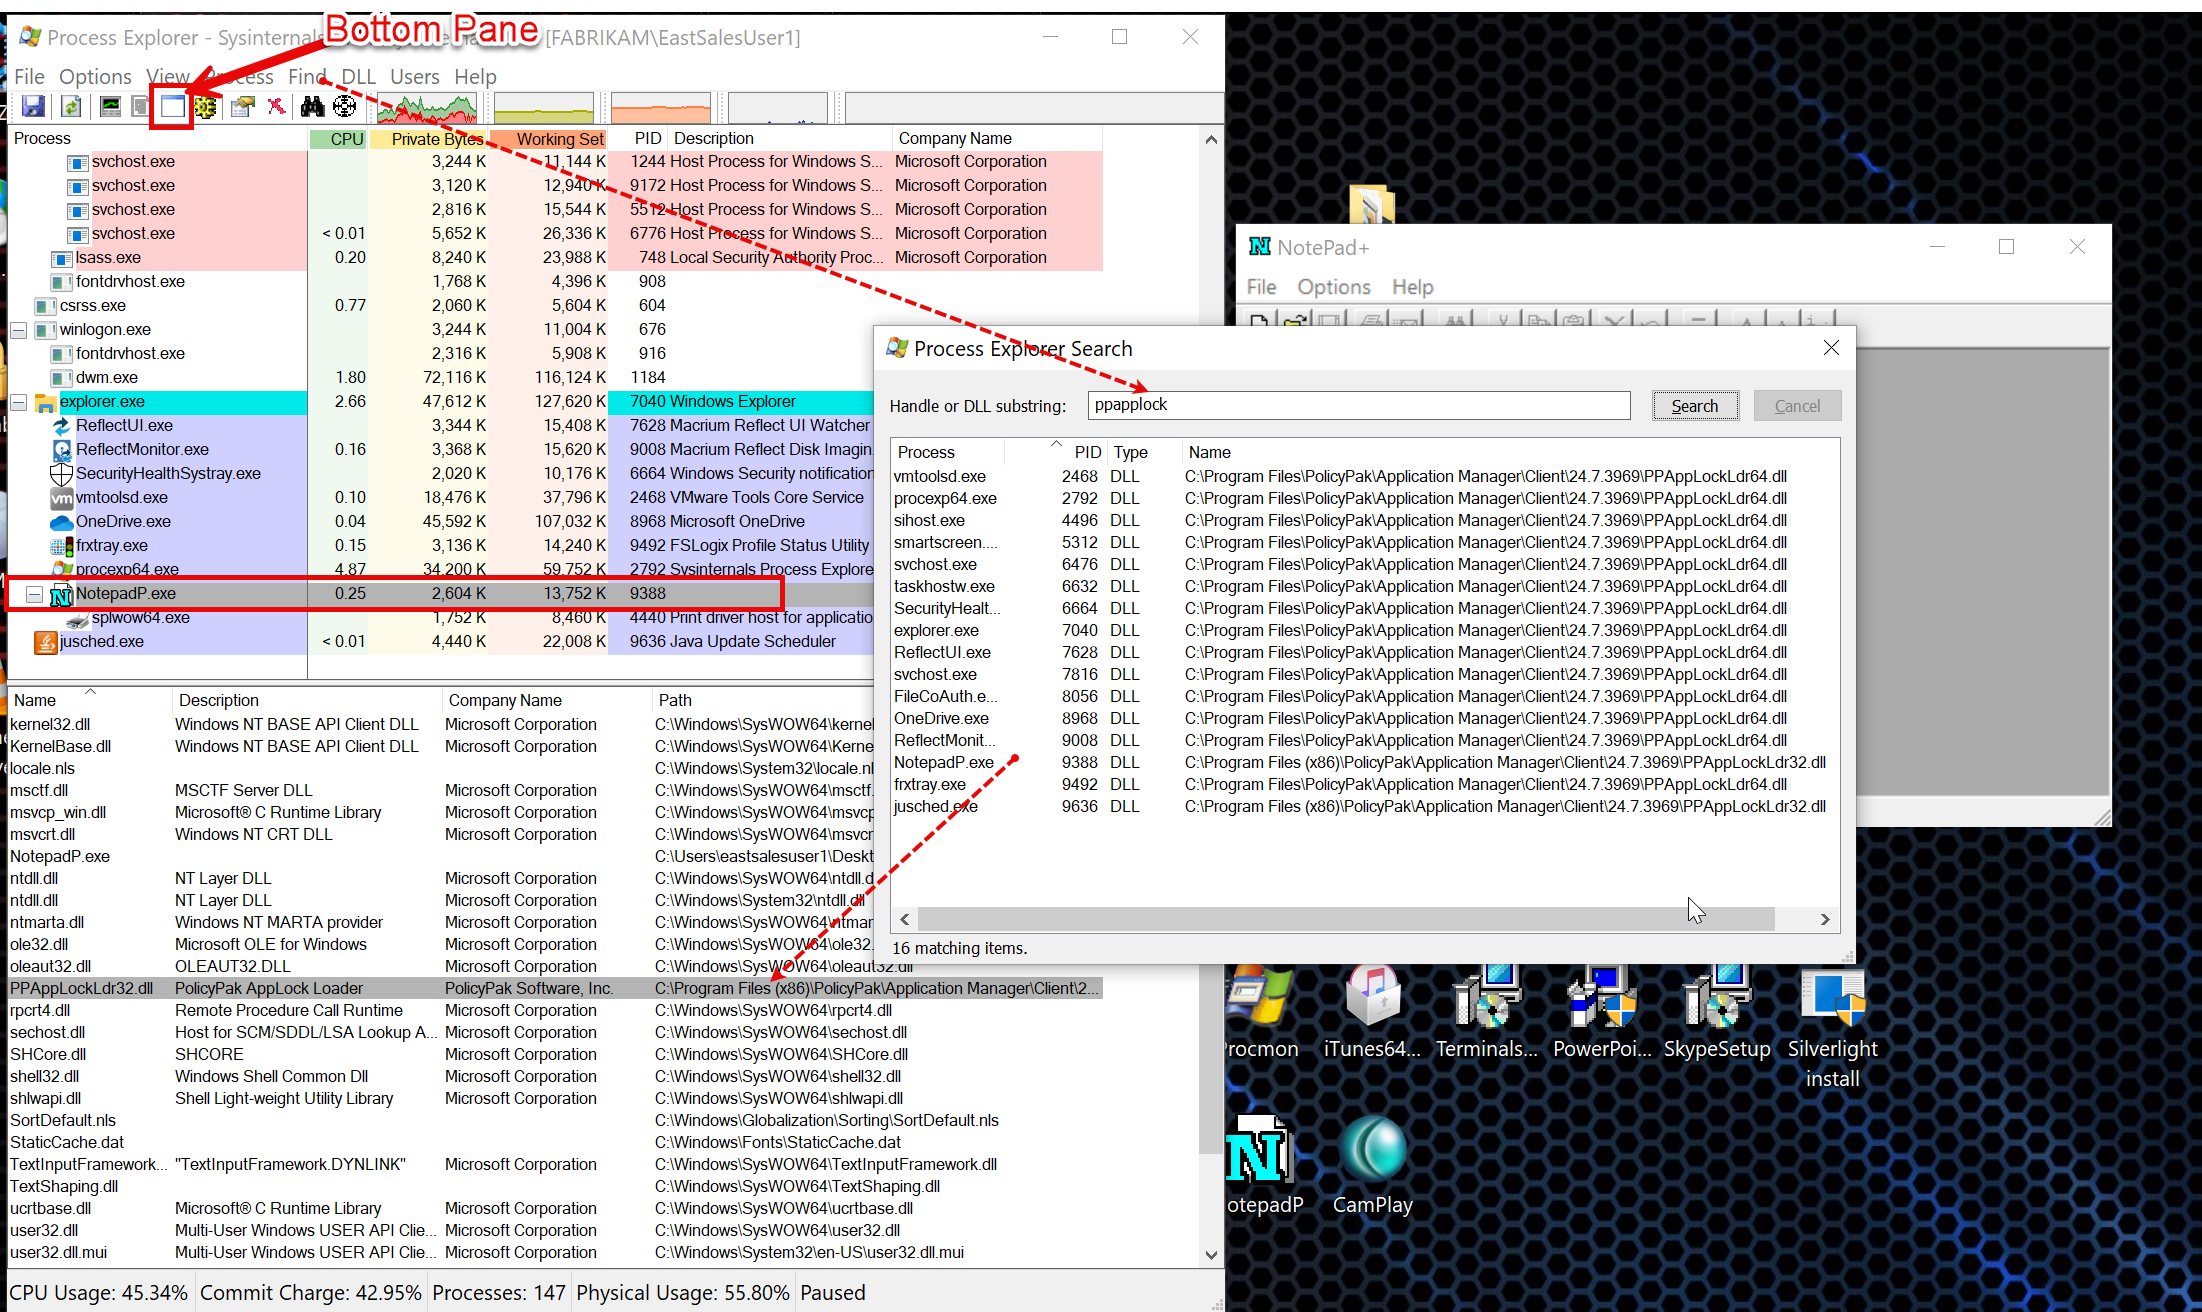 Bottom Pane
Process Explorer - Sysinternals [FABRIKAM\EastSalesUser1]
File Options View Process Find DLL Users Help
Process CPU Private Bytes Working Set PID Description Company Name
svchost.exe 3,244 K 11,144 K 1244 Host Process for Windows S... Microsoft Corporation
svchost.exe 3,120 K 12,940 K 9172 Host Process for Windows S... Microsoft Corporation
svchost.exe 2,816 K 15,544 K 5512 Host Process for Windows S... Microsoft Corporation
svchost.exe < 0.01 5,652 K 26,336 K 6776 Host Process for Windows S... Microsoft Corporation
lsass.exe 0.20 8,240 K 23,988 K 748 Local Security Authority Proc... Microsoft Corporation
fontdrvhost.exe 1,768 K 4,396 K 908
csrss.exe 0.77 2,060 K 5,604 K 604
winlogon.exe 3,244 K 11,004 K 676
fontdrvhost.exe 2,316 K 5,908 K 916
dwm.exe 1.80 72,116 K 116,124 K 1184
explorer.exe 2.66 47,612 K 127,620 K 7040 Windows Explorer
ReflectUI.exe 3,344 K 15,408 K 7628 Macrium Reflect UI Watcher
ReflectMonitor.exe 0.16 3,368 K 15,620 K 9008 Macrium Reflect Disk Imagin
SecurityHealthSystray.exe 2,020 K 10,176 K 6664 Windows Security notification
vm vmtoolsd.exe 0.10 18,476 K 37,796 K 2468 VMware Tools Core Service
OneDrive.exe 0.04 45,592 K 107,032 K 8968 Microsoft OneDrive
frxtray.exe 0.15 3,136 K 14,240 K 9492 FSLogix Profile Status Utility
procexp64.exe 4.87 34,200 K 59,752 K 2792 Sysinternals Process Explore
NotepadP.exe 0.25 2,604 K 13,752 K 9388
splwow64.exe 1,752 K 8,460 K 4440 Print driver host for applicatio
jusched.exe < 0.01 4,440 K 22,008 K 9636 Java Update Scheduler
Name Description Company Name Path
kernel32.dll Windows NT BASE API Client DLL Microsoft Corporation C:\Windows\SysWOW64\kernel
KernelBase.dll Windows NT BASE API Client DLL Microsoft Corporation C:\Windows\SysWOW64\Kerne
locale.nls C:\Windows\System32\locale.nl
msctf.dll MSCTF Server DLL Microsoft Corporation C:\Windows\SysWOW64\msctf.
msvcp_win.dll Microsoft® C Runtime Library Microsoft Corporation C:\Windows\SysWOW64\msvcp
msvcrt.dll Windows NT CRT DLL Microsoft Corporation C:\Windows\SysWOW64\msvcr
NotepadP.exe C:\Users\eastsalesuser1\Deskt
ntdll.dll NT Layer DLL Microsoft Corporation C:\Windows\SysWOW64\ntdll.d
ntdll.dll NT Layer DLL Microsoft Corporation C:\Windows\System32\ntdll.dll
ntmarta.dll Windows NT MARTA provider Microsoft Corporation C:\Windows\SysWOW64\ntmar
ole32.dll Microsoft OLE for Windows Microsoft Corporation C:\Windows\SysWOW64\ole32.
oleaut32.dll OLEAUT32.DLL Microsoft Corporation C:\Windows\SysWOW64\oleaut32.dll
PPAppLockLdr32.dll PolicyPak AppLock Loader PolicyPak Software, Inc. C:\Program Files (x86)\PolicyPak\Application Manager\Client\2...
rpcrt4.dll Remote Procedure Call Runtime Microsoft Corporation C:\Windows\SysWOW64\rpcrt4.dll
sechost.dll Host for SCM/SDDL/LSA Lookup A... Microsoft Corporation C:\Windows\SysWOW64\sechost.dll
SHCore.dll SHCORE Microsoft Corporation C:\Windows\SysWOW64\SHCore.dll
shell32.dll Windows Shell Common Dll Microsoft Corporation C:\Windows\SysWOW64\shell32.dll
shlwapi.dll Shell Light-weight Utility Library Microsoft Corporation C:\Windows\SysWOW64\shlwapi.dll
SortDefault.nls C:\Windows\Globalization\Sorting\SortDefault.nls
StaticCache.dat C:\Windows\Fonts\StaticCache.dat
TextInputFramework... "TextInputFramework.DYNLINK" Microsoft Corporation C:\Windows\SysWOW64\TextInputFramework.dll
TextShaping.dll C:\Windows\SysWOW64\TextShaping.dll
ucrtbase.dll Microsoft® C Runtime Library Microsoft Corporation C:\Windows\SysWOW64\ucrtbase.dll
user32.dll Multi-User Windows USER API Clie... Microsoft Corporation C:\Windows\SysWOW64\user32.dll
user32.dll.mui Multi-User Windows USER API Clie... Microsoft Corporation C:\Windows\System32\en-US\user32.dll.mui
CPU Usage: 45.34% Commit Charge: 42.95% Processes: 147 Physical Usage: 55.80% Paused
NotePad+
File Options Help
Process Explorer Search
Handle or DLL substring: ppapplock Search Cancel
Process PID Type Name
vmtoolsd.exe 2468 DLL C:\Program Files\PolicyPak\Application Manager\Client\24.7.3969\PPAppLockLdr64.dll
procexp64.exe 2792 DLL C:\Program Files\PolicyPak\Application Manager\Client\24.7.3969\PPAppLockLdr64.dll
sihost.exe 4496 DLL C:\Program Files\PolicyPak\Application Manager\Client\24.7.3969\PPAppLockLdr64.dll
smartscreen.... 5312 DLL C:\Program Files\PolicyPak\Application Manager\Client\24.7.3969\PPAppLockLdr64.dll
svchost.exe 6476 DLL C:\Program Files\PolicyPak\Application Manager\Client\24.7.3969\PPAppLockLdr64.dll
taskhostw.exe 6632 DLL C:\Program Files\PolicyPak\Application Manager\Client\24.7.3969\PPAppLockLdr64.dll
SecurityHealt... 6664 DLL C:\Program Files\PolicyPak\Application Manager\Client\24.7.3969\PPAppLockLdr64.dll
explorer.exe 7040 DLL C:\Program Files\PolicyPak\Application Manager\Client\24.7.3969\PPAppLockLdr64.dll
ReflectUI.exe 7628 DLL C:\Program Files\PolicyPak\Application Manager\Client\24.7.3969\PPAppLockLdr64.dll
svchost.exe 7816 DLL C:\Program Files\PolicyPak\Application Manager\Client\24.7.3969\PPAppLockLdr64.dll
FileCoAuth.e... 8056 DLL C:\Program Files\PolicyPak\Application Manager\Client\24.7.3969\PPAppLockLdr64.dll
OneDrive.exe 8968 DLL C:\Program Files\PolicyPak\Application Manager\Client\24.7.3969\PPAppLockLdr64.dll
ReflectMonit... 9008 DLL C:\Program Files\PolicyPak\Application Manager\Client\24.7.3969\PPAppLockLdr64.dll
NotepadP.exe 9388 DLL C:\Program Files (x86)\PolicyPak\Application Manager\Client\24.7.3969\PPAppLockLdr32.dll
frxtray.exe 9492 DLL C:\Program Files\PolicyPak\Application Manager\Client\24.7.3969\PPAppLockLdr64.dll
jusched.exe 9636 DLL C:\Program Files (x86)\PolicyPak\Application Manager\Client\24.7.3969\PPAppLockLdr32.dll
16 matching items.
rocmon iTunes64... Terminals... PowerPoi... SkypeSetup Silverlight
install
otepadP CamPlay